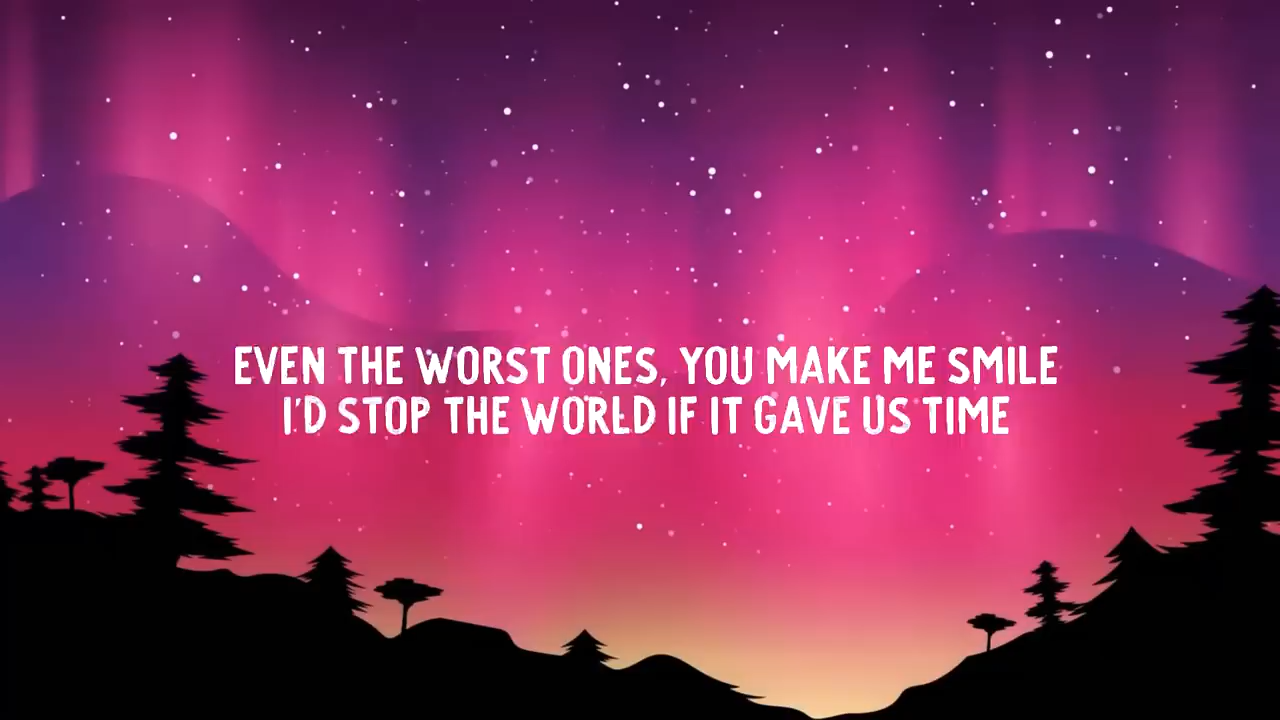 EVEN THE WORST ONES, YOU MAKE ME SMILE
I'D STOP THE WORLD IF IT GAVE US TIME